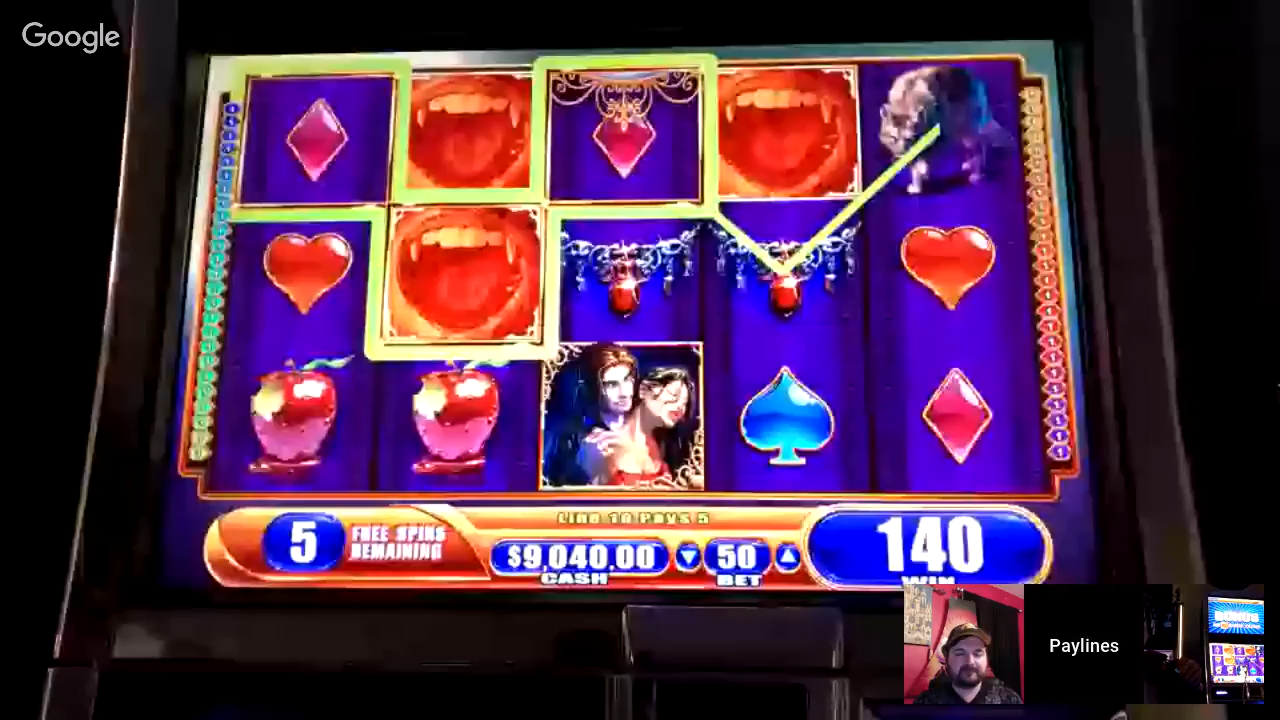 Google
5
FREE SPINS
REMAINING
Line 10 Pays 5
$9,040.00
CASH
50
BET
140
WIN
Paylines